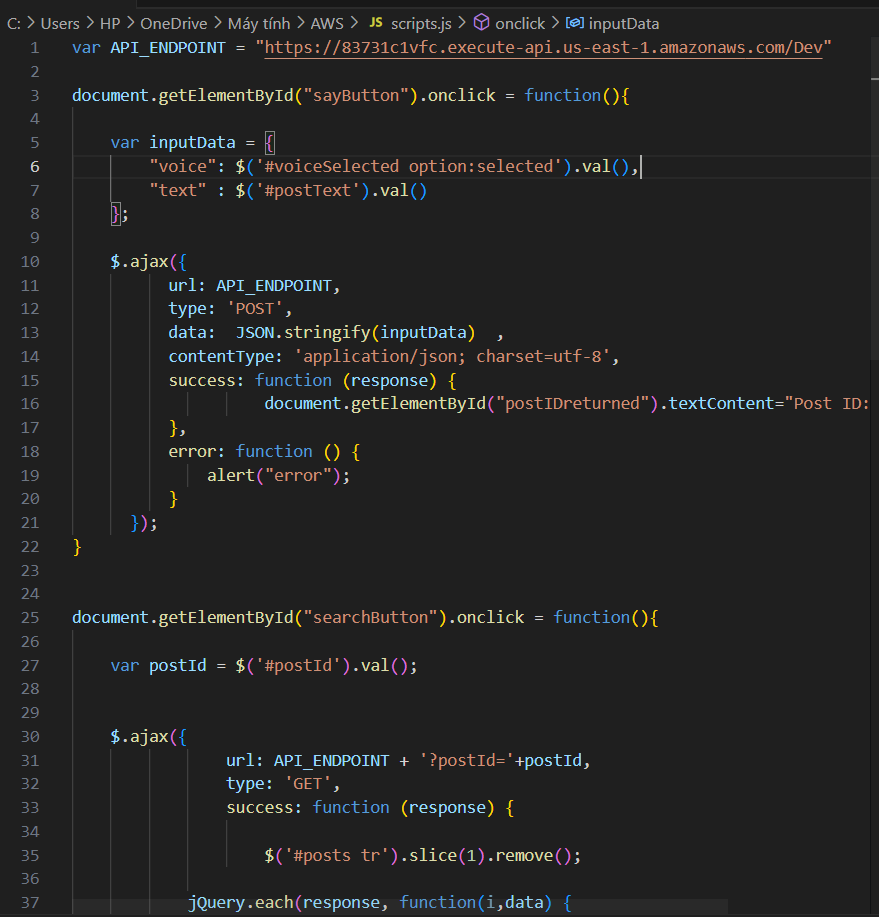 C: > Users > HP > OneDrive > Máy tính > AWS > JS scripts.js > onclick > inputData
1 var API_ENDPOINT = "https://83731c1vfc.execute-api.us-east-1.amazonaws.com/Dev"
2
3 document.getElementById("sayButton").onclick = function(){
4
5 var inputData = {
6 "voice": $('#voiceSelected option:selected').val(),
7 "text" : $('#postText').val()
8 };
9
10 $.ajax({
11 url: API_ENDPOINT,
12 type: 'POST',
13 data:  JSON.stringify(inputData)  ,
14 contentType: 'application/json; charset=utf-8',
15 success: function (response) {
16 document.getElementById("postIDreturned").textContent="Post ID:
17 },
18 error: function () {
19 alert("error");
20 }
21 });
22 }
23
24
25 document.getElementById("searchButton").onclick = function(){
26
27 var postId = $('#postId').val();
28
29
30 $.ajax({
31 url: API_ENDPOINT + '?postId='+postId,
32 type: 'GET',
33 success: function (response) {
34
35 $('#posts tr').slice(1).remove();
36
37 jQuery.each(response, function(i,data) {